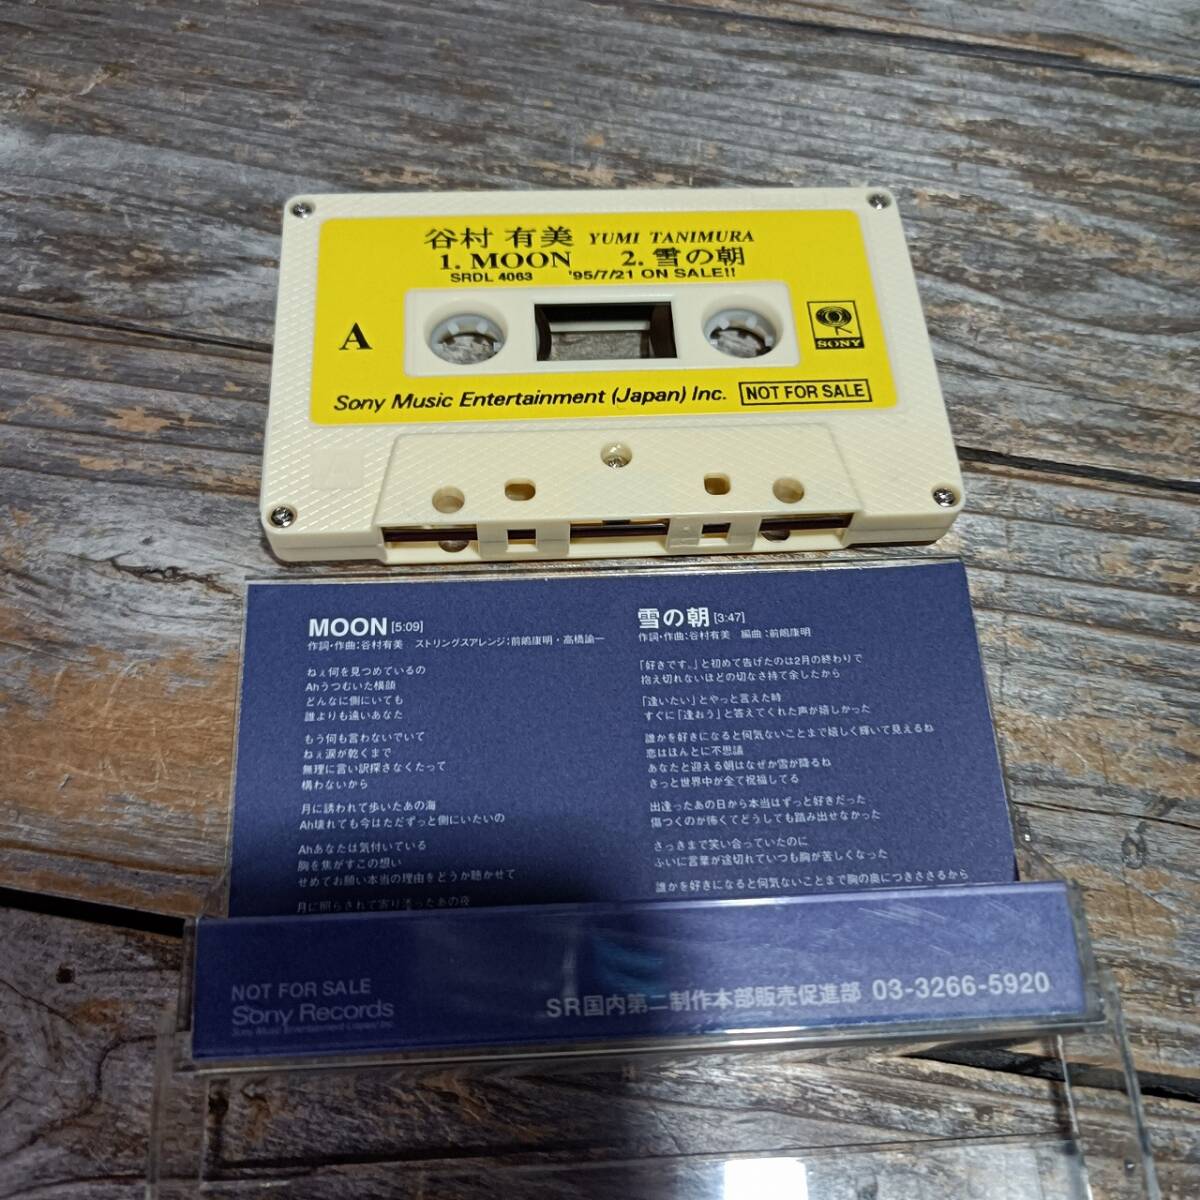 谷村 有美 YUMI TANIMURA
1. MOON 2. 雪の朝
SRDL 4063 '95/7/21 ON SALE!!
A
SONY
Sony Music Entertainment (Japan) Inc. NOT FOR SALE
MOON [5:09]
作詞・作曲:谷村有美 ストリングスアレンジ:前嶋康明・高橋諭一
ねぇ何を見つめているの
Ahうつむいた横顔
どんなに側にいても
誰よりも遠いあなた
もう何も言わないでいて
ねぇ涙が乾くまで
無理に言い訳探さなくたって
構わないから
月に誘われて歩いたあの海
Ah壊れても今はただずっと側にいたいの
Ahあなたは気付いている
胸を焦がすこの想い
せめてお願い本当の理由をどうか聴かせて
月に照らされて寄り添ったあの夜
雪の朝 [3:47]
作詞・作曲:谷村有美 編曲:前嶋康明
「好きです。」と初めて告げたのは2月の終わりで
抱え切れないほどの切なさ持て余したから
「逢いたい」とやっと言えた時
すぐに「逢おう」と答えてくれた声が嬉しかった
誰かを好きになると何気ないことまで嬉しく輝いて見えるね
恋はほんとに不思議
あなたと迎える朝はなぜか雪が降るね
きっと世界中が全て祝福してる
出逢ったあの日から本当はずっと好きだった
傷つくのが怖くてどうしても踏み出せなかった
さっきまで笑い合っていたのに
ふいに言葉が途切れていつも胸が苦しくなった
誰かを好きになると何気ないことまで胸の奥につきささるから
NOT FOR SALE
Sony Records
Sony Music Entertainment (Japan) Inc.
SR国内第二制作本部販売促進部 03-3266-5920